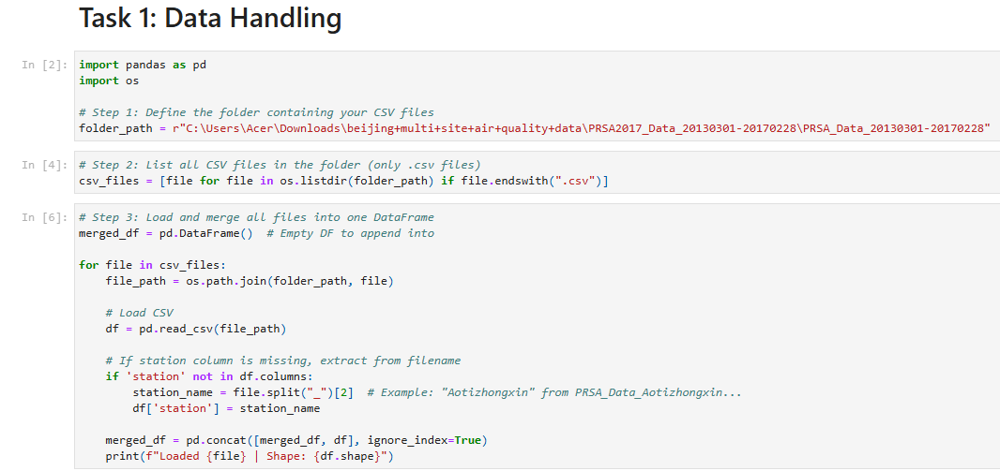 Task 1: Data Handling
In [2]: import pandas as pd
import os
# Step 1: Define the folder containing your CSV files
folder_path = r"C:\Users\Acer\Downloads\beijing+multi+site+air+quality+data\PRSA2017_Data_20130301-20170228\PRSA_Data_20130301-20170228"
In [4]: # Step 2: List all CSV files in the folder (only .csv files)
csv_files = [file for file in os.listdir(folder_path) if file.endswith(".csv")]
In [6]: # Step 3: Load and merge all files into one DataFrame
merged_df = pd.DataFrame()  # Empty DF to append into
for file in csv_files:
    file_path = os.path.join(folder_path, file)
    # Load CSV
    df = pd.read_csv(file_path)
    # If station column is missing, extract from filename
    if 'station' not in df.columns:
        station_name = file.split("_")[2]  # Example: "Aotizhongxin" from PRSA_Data_Aotizhongxin...
        df['station'] = station_name
    merged_df = pd.concat([merged_df, df], ignore_index=True)
    print(f"Loaded {file} | Shape: {df.shape}")